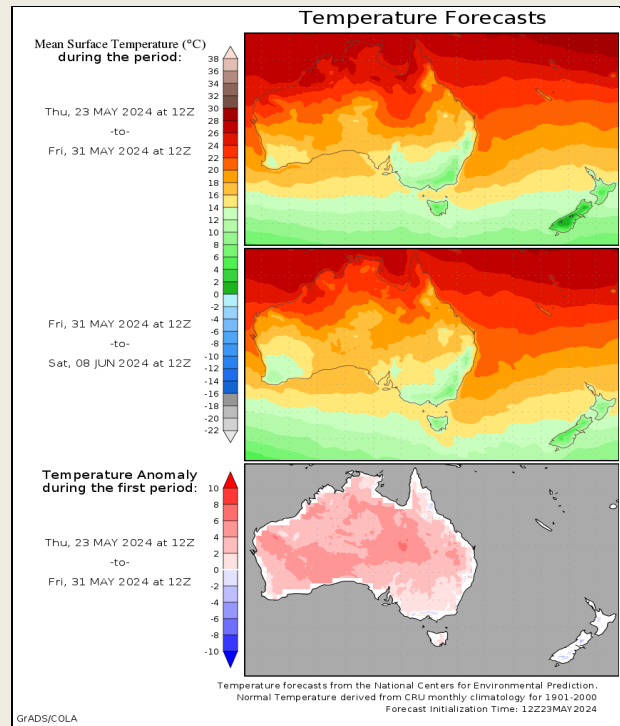 Temperature Forecasts
Mean Surface Temperature (°C)
during the period:
Thu, 23 MAY 2024 at 12Z
-to-
Fri, 31 MAY 2024 at 12Z
38
36
34
32
30
28
26
24
22
20
18
16
14
12
10
8
6
4
2
0
-2
-4
-6
-8
-10
-12
-14
-16
-18
-20
-22
Fri, 31 MAY 2024 at 12Z
-to-
Sat, 08 JUN 2024 at 12Z
Temperature Anomaly
during the first period:
Thu, 23 MAY 2024 at 12Z
-to-
Fri, 31 MAY 2024 at 12Z
10
8
6
4
2
0
-2
-4
-6
-8
-10
Temperature forecasts from the National Centers for Environmental Prediction.
Normal Temperature derived from CRU monthly climatology for 1901-2000
Forecast Initialization Time: 12Z23MAY2024
GrADS/COLA